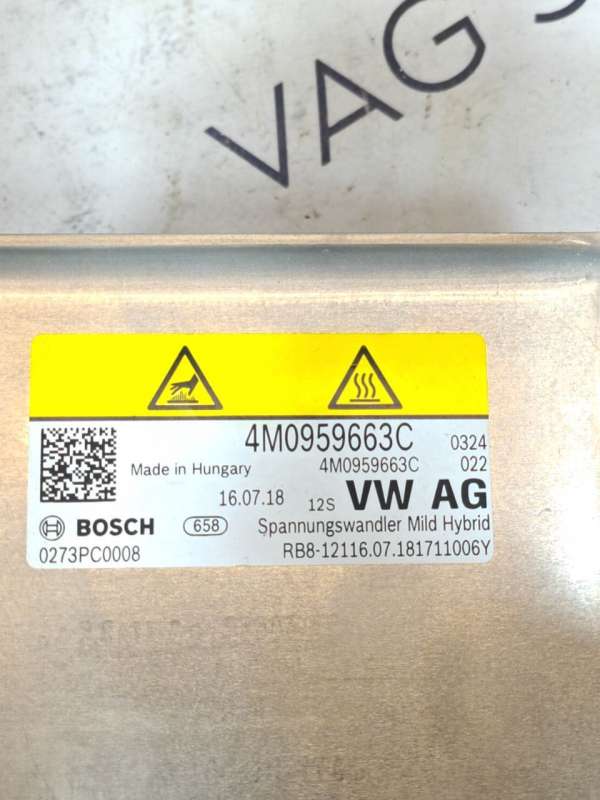 VAG S
4M0959663C 0324
Made in Hungary 4M0959663C 022
16.07.18 12S VW AG
BOSCH 658 Spannungswandler Mild Hybrid
0273PC0008 RB8-12116.07.181711006Y